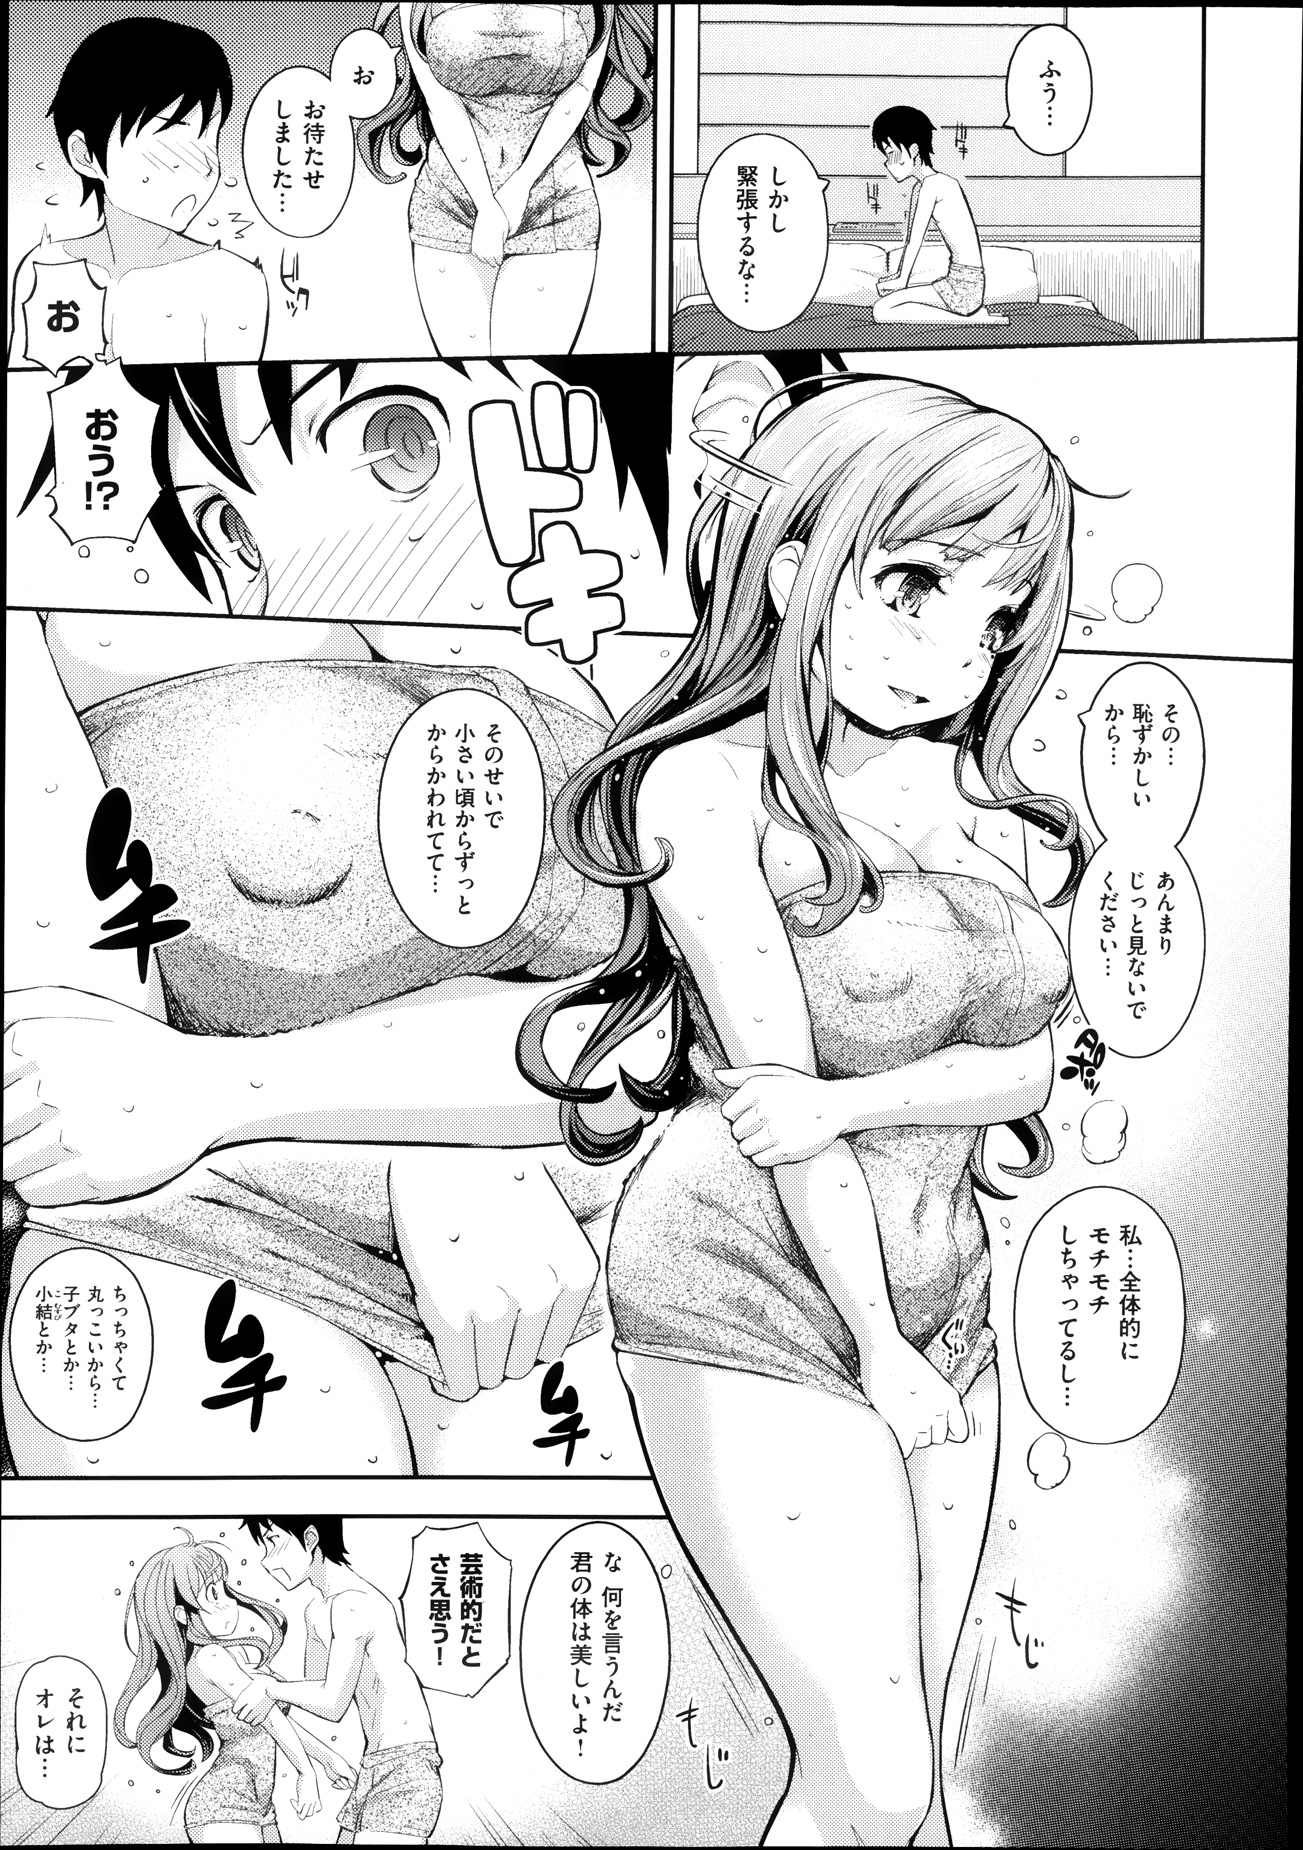 ふう…
しかし
緊張するな…
お
お待たせ
しました…
ビクッ
お
おう!?
ドキ
その…
恥ずかしい
から…
あんまり
じっと見ないで
ください…
私…全体的に
モチモチ
しちゃってるし…
そのせいで
小さい頃からずっと
からかわれてて…
ムチ
ムチ
ムチ
ちっちゃくて
丸っこいから…
子ブタとか…
小結とか…
こむすび
もじ
もじ
な 何を言うんだ
君の体は美しいよ!
芸術的だと
さえ思う!
それに
オレは…